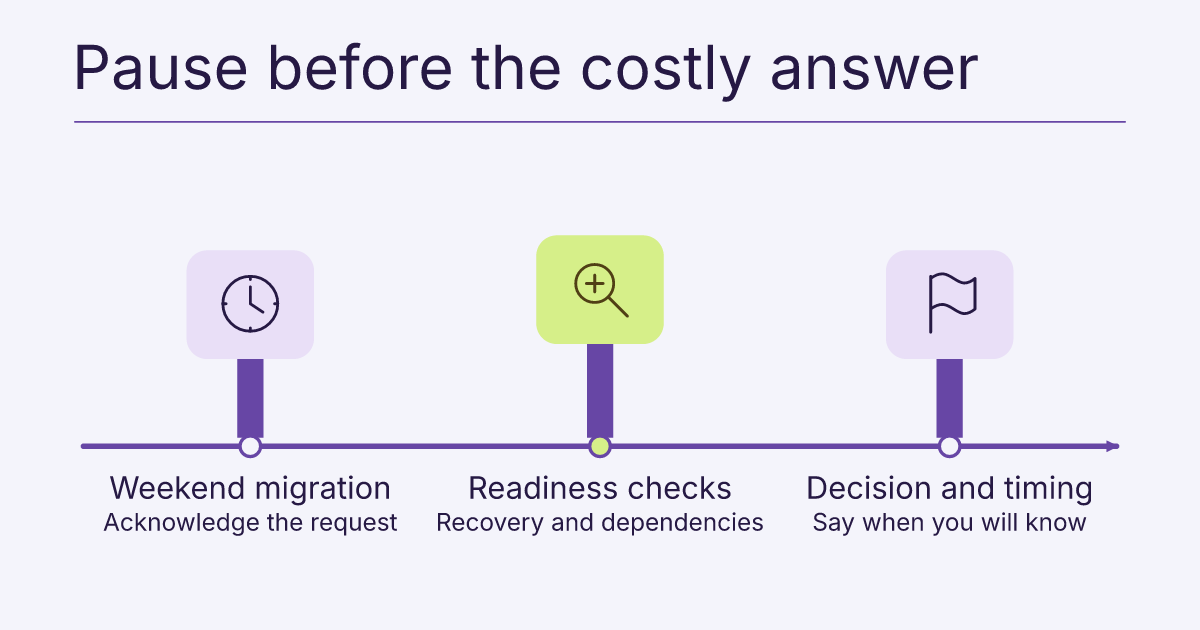 Pause before the costly answer
Weekend migration
Acknowledge the request
Readiness checks
Recovery and dependencies
Decision and timing
Say when you will know